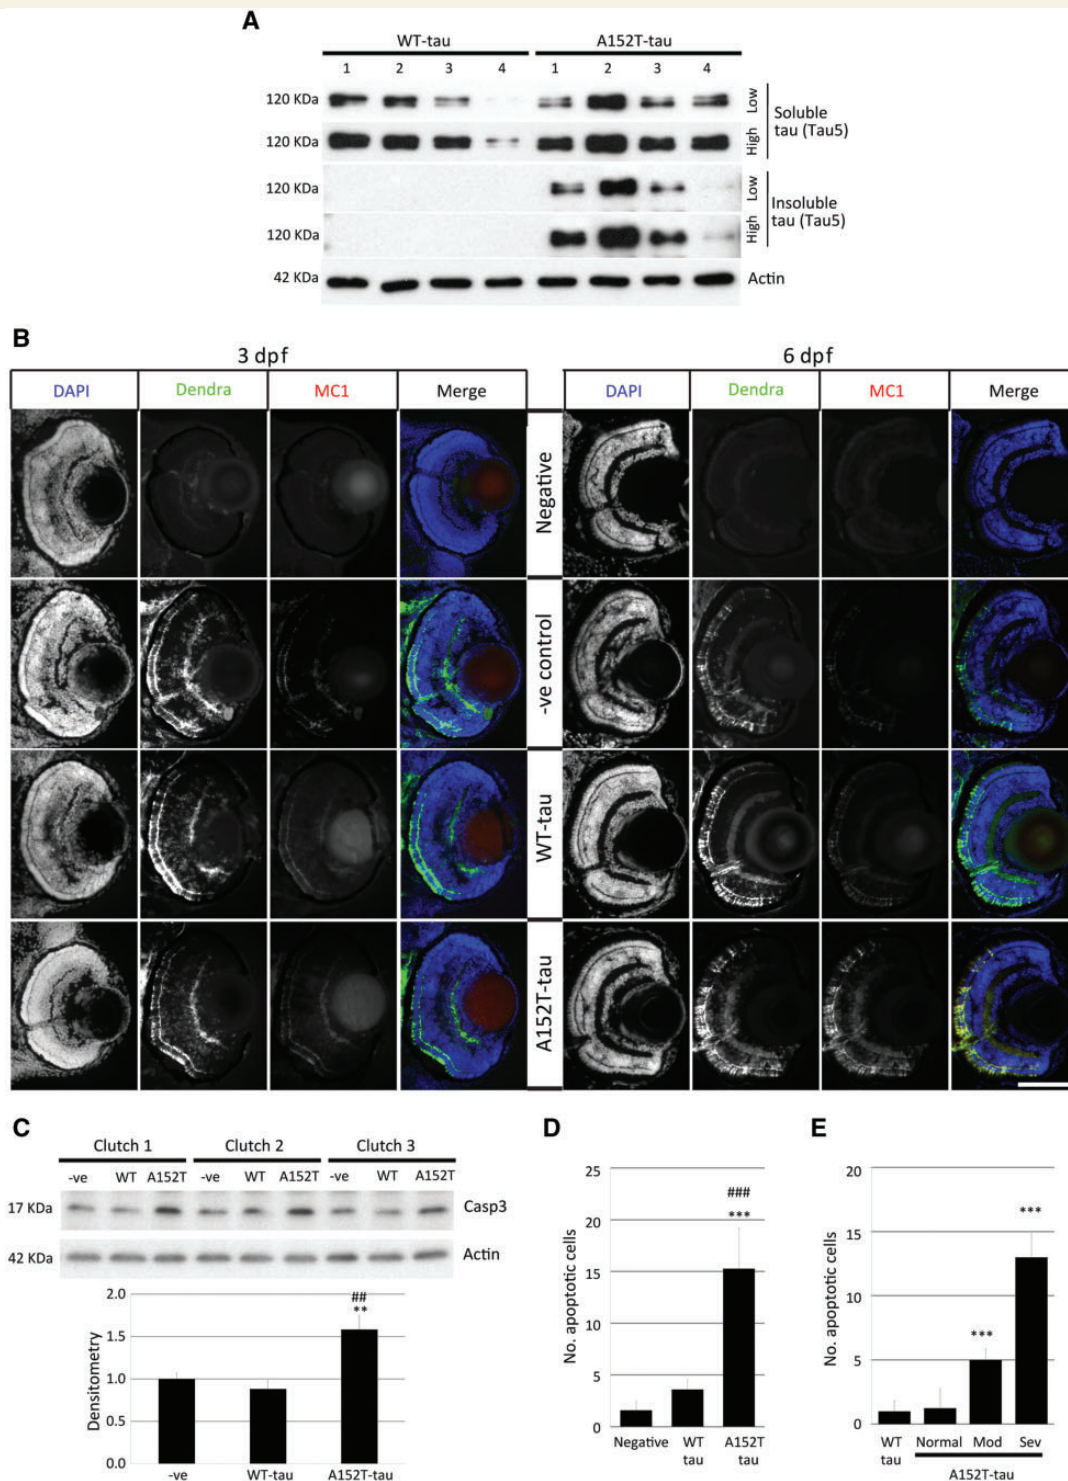 A
WT-tau A152T-tau
1 2 3 4 1 2 3 4
120 KDa Low
120 KDa High
Soluble
tau (Tau5)
120 KDa Low
120 KDa High
Insoluble
tau (Tau5)
42 KDa Actin
B
3 dpf 6 dpf
DAPI Dendra MC1 Merge DAPI Dendra MC1 Merge
Negative
-ve control
WT-tau
A152T-tau
C
Clutch 1 Clutch 2 Clutch 3
-ve WT A152T -ve WT A152T -ve WT A152T
17 KDa Casp3
42 KDa Actin
Densitometry
2.0
1.5
1.0
0.5
0.0
##
**
-ve WT-tau A152T-tau
D
No. apoptotic cells
25
20
15
10
5
0
###
***
Negative WT tau A152T tau
E
No. apoptotic cells
20
15
10
5
0
***
***
WT tau Normal Mod Sev
A152T-tau